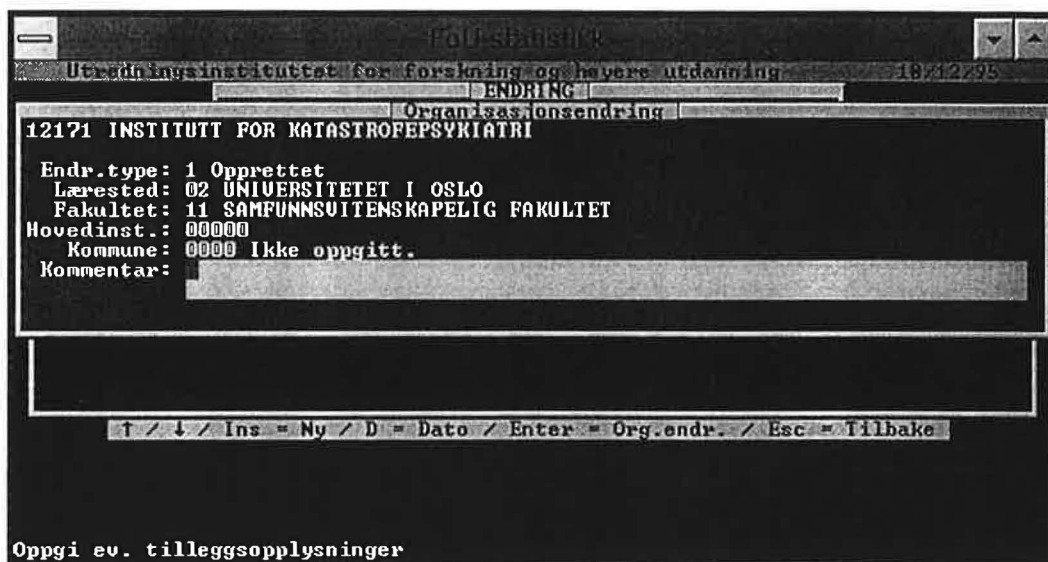 FoU-statistikk
Utredningsinstituttet for forskning og høyere utdanning 18/12/95
ENDRING
Organisasjonsendring
12171 INSTITUTT FOR KATASTROFEPSYKIATRI
Endr.type: 1 Opprettet
Lærested: 02 UNIVERSITETET I OSLO
Fakultet: 11 SAMFUNNSVITENSKAPELIG FAKULTET
Hovedinst.: 00000
Kommune: 0000 Ikke oppgitt.
Kommentar:
↑ / ↓ / Ins = Ny / D = Dato / Enter = Org.endr. / Esc = Tilbake
Oppgi ev. tilleggsopplysninger